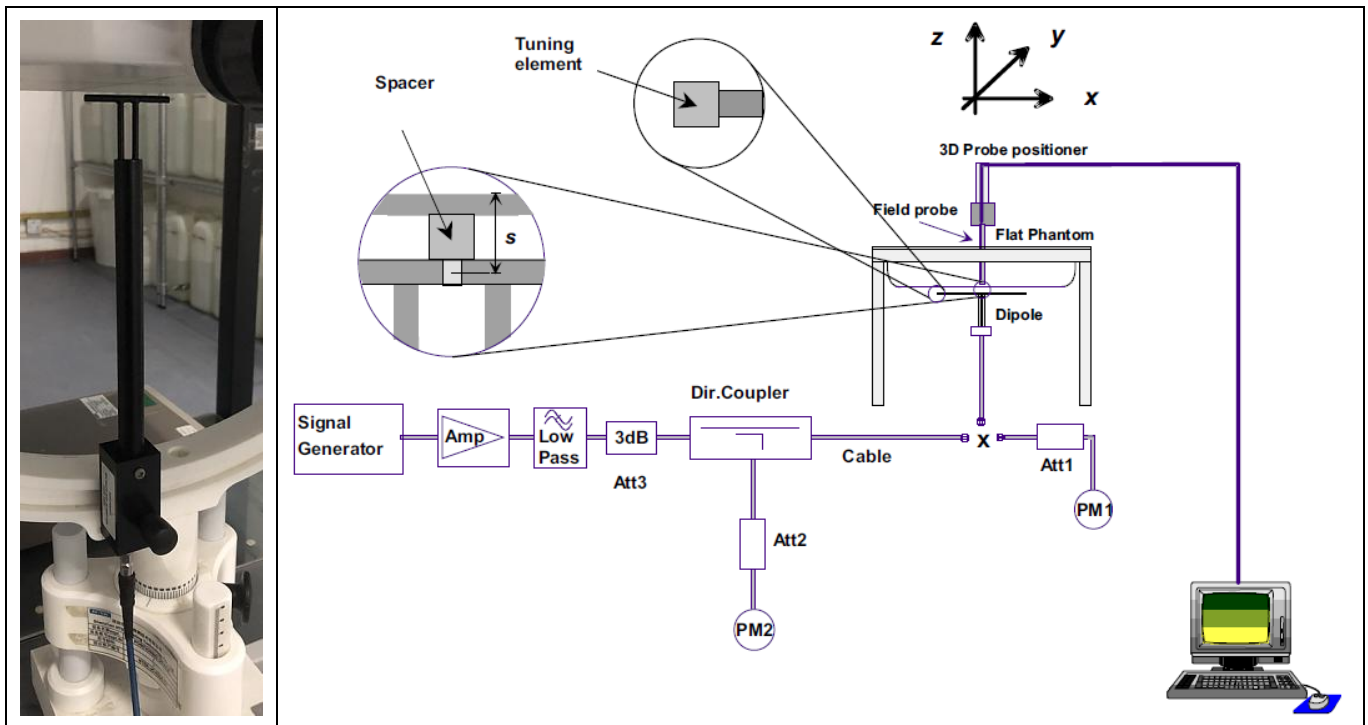 Tuning
element
Spacer
s
z
y
x
3D Probe positioner
Field probe
Flat Phantom
Dipole
Dir.Coupler
Signal
Generator
Amp
Low
Pass
3dB
Att3
Cable
X
Att1
PM1
Att2
PM2